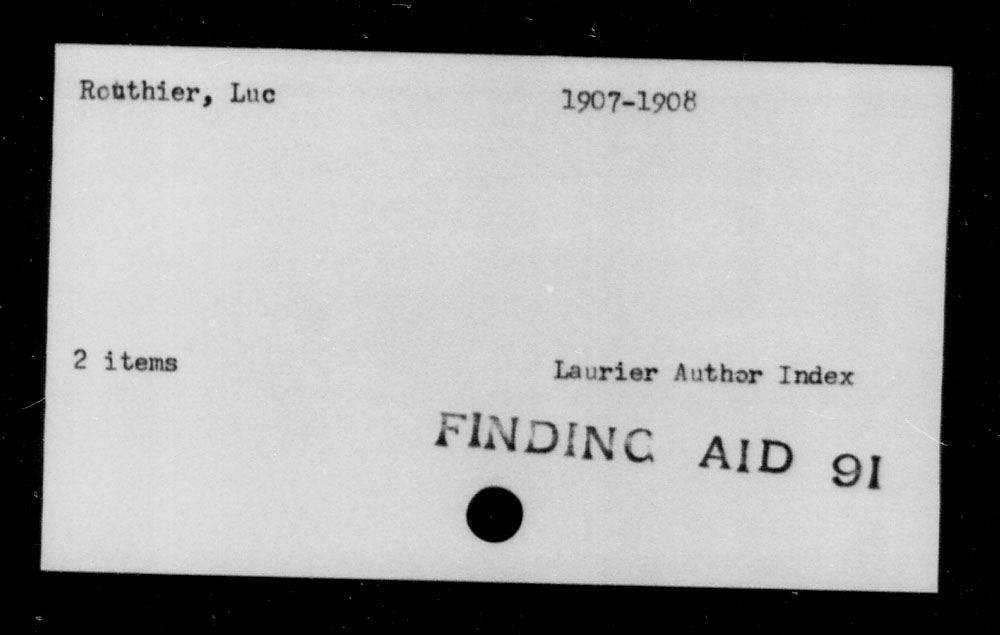 Routhier, Luc 1907-1908
2 items Laurier Author Index
FINDING AID 91